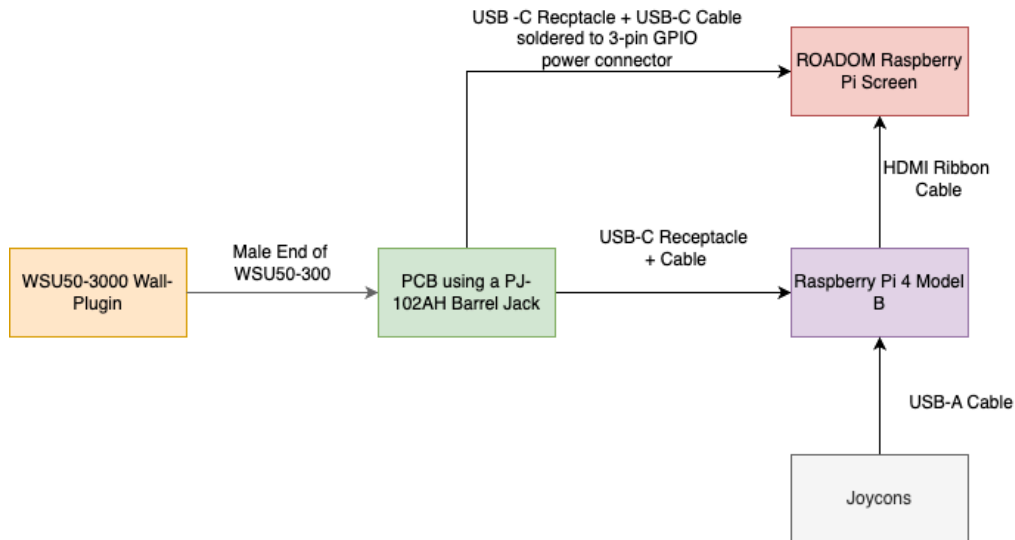 USB -C Recptacle + USB-C Cable
soldered to 3-pin GPIO
power connector
ROADOM Raspberry
Pi Screen
HDMI Ribbon
Cable
Male End of
WSU50-300
USB-C Receptacle
+ Cable
WSU50-3000 Wall-
Plugin
PCB using a PJ-
102AH Barrel Jack
Raspberry Pi 4 Model
B
USB-A Cable
Joycons